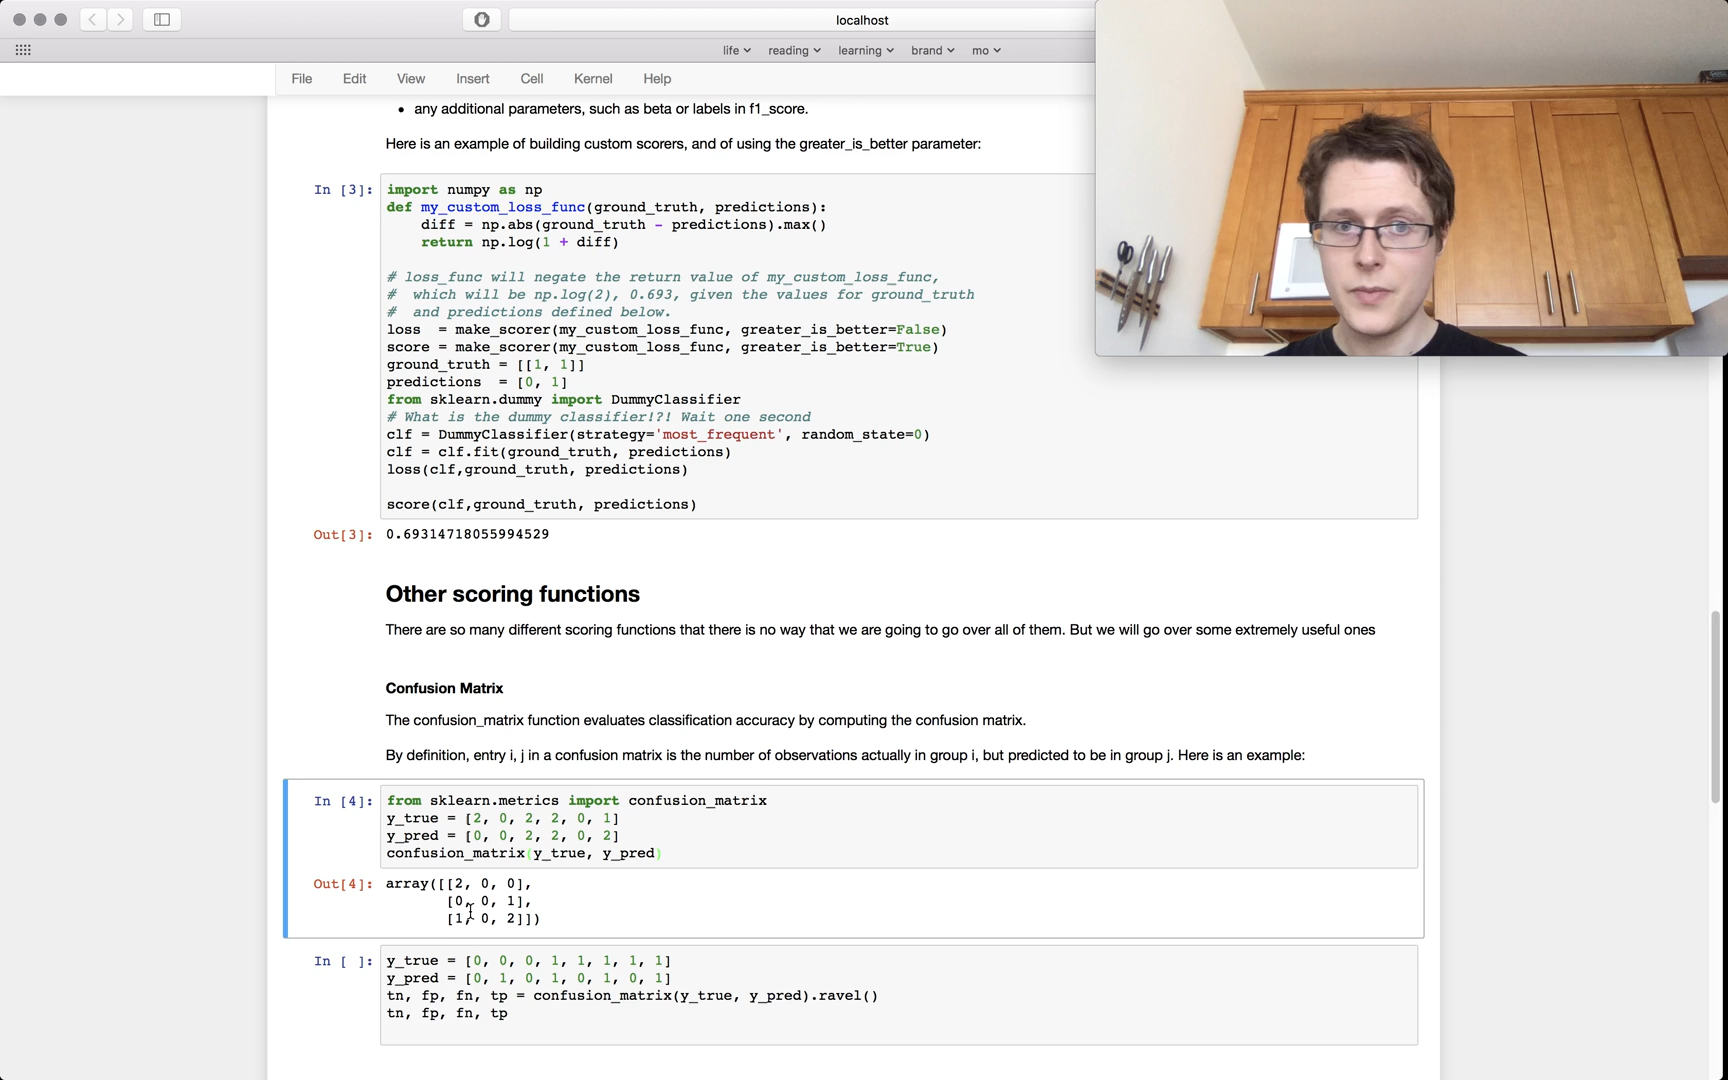 localhost
life reading learning brand mo
File Edit View Insert Cell Kernel Help
• any additional parameters, such as beta or labels in f1_score.
Here is an example of building custom scorers, and of using the greater_is_better parameter:
In [3]: import numpy as np
def my_custom_loss_func(ground_truth, predictions):
    diff = np.abs(ground_truth - predictions).max()
    return np.log(1 + diff)
# loss_func will negate the return value of my_custom_loss_func,
#  which will be np.log(2), 0.693, given the values for ground_truth
#  and predictions defined below.
loss  = make_scorer(my_custom_loss_func, greater_is_better=False)
score = make_scorer(my_custom_loss_func, greater_is_better=True)
ground_truth = [[1, 1]]
predictions  = [0, 1]
from sklearn.dummy import DummyClassifier
# What is the dummy classifier!?! Wait one second
clf = DummyClassifier(strategy='most_frequent', random_state=0)
clf = clf.fit(ground_truth, predictions)
loss(clf,ground_truth, predictions)
score(clf,ground_truth, predictions)
Out[3]: 0.69314718055994529
Other scoring functions
There are so many different scoring functions that there is no way that we are going to go over all of them. But we will go over some extremely useful ones
Confusion Matrix
The confusion_matrix function evaluates classification accuracy by computing the confusion matrix.
By definition, entry i, j in a confusion matrix is the number of observations actually in group i, but predicted to be in group j. Here is an example:
In [4]: from sklearn.metrics import confusion_matrix
y_true = [2, 0, 2, 2, 0, 1]
y_pred = [0, 0, 2, 2, 0, 2]
confusion_matrix(y_true, y_pred)
Out[4]: array([[2, 0, 0],
       [0, 0, 1],
       [1, 0, 2]])
In [ ]: y_true = [0, 0, 0, 1, 1, 1, 1, 1]
y_pred = [0, 1, 0, 1, 0, 1, 0, 1]
tn, fp, fn, tp = confusion_matrix(y_true, y_pred).ravel()
tn, fp, fn, tp